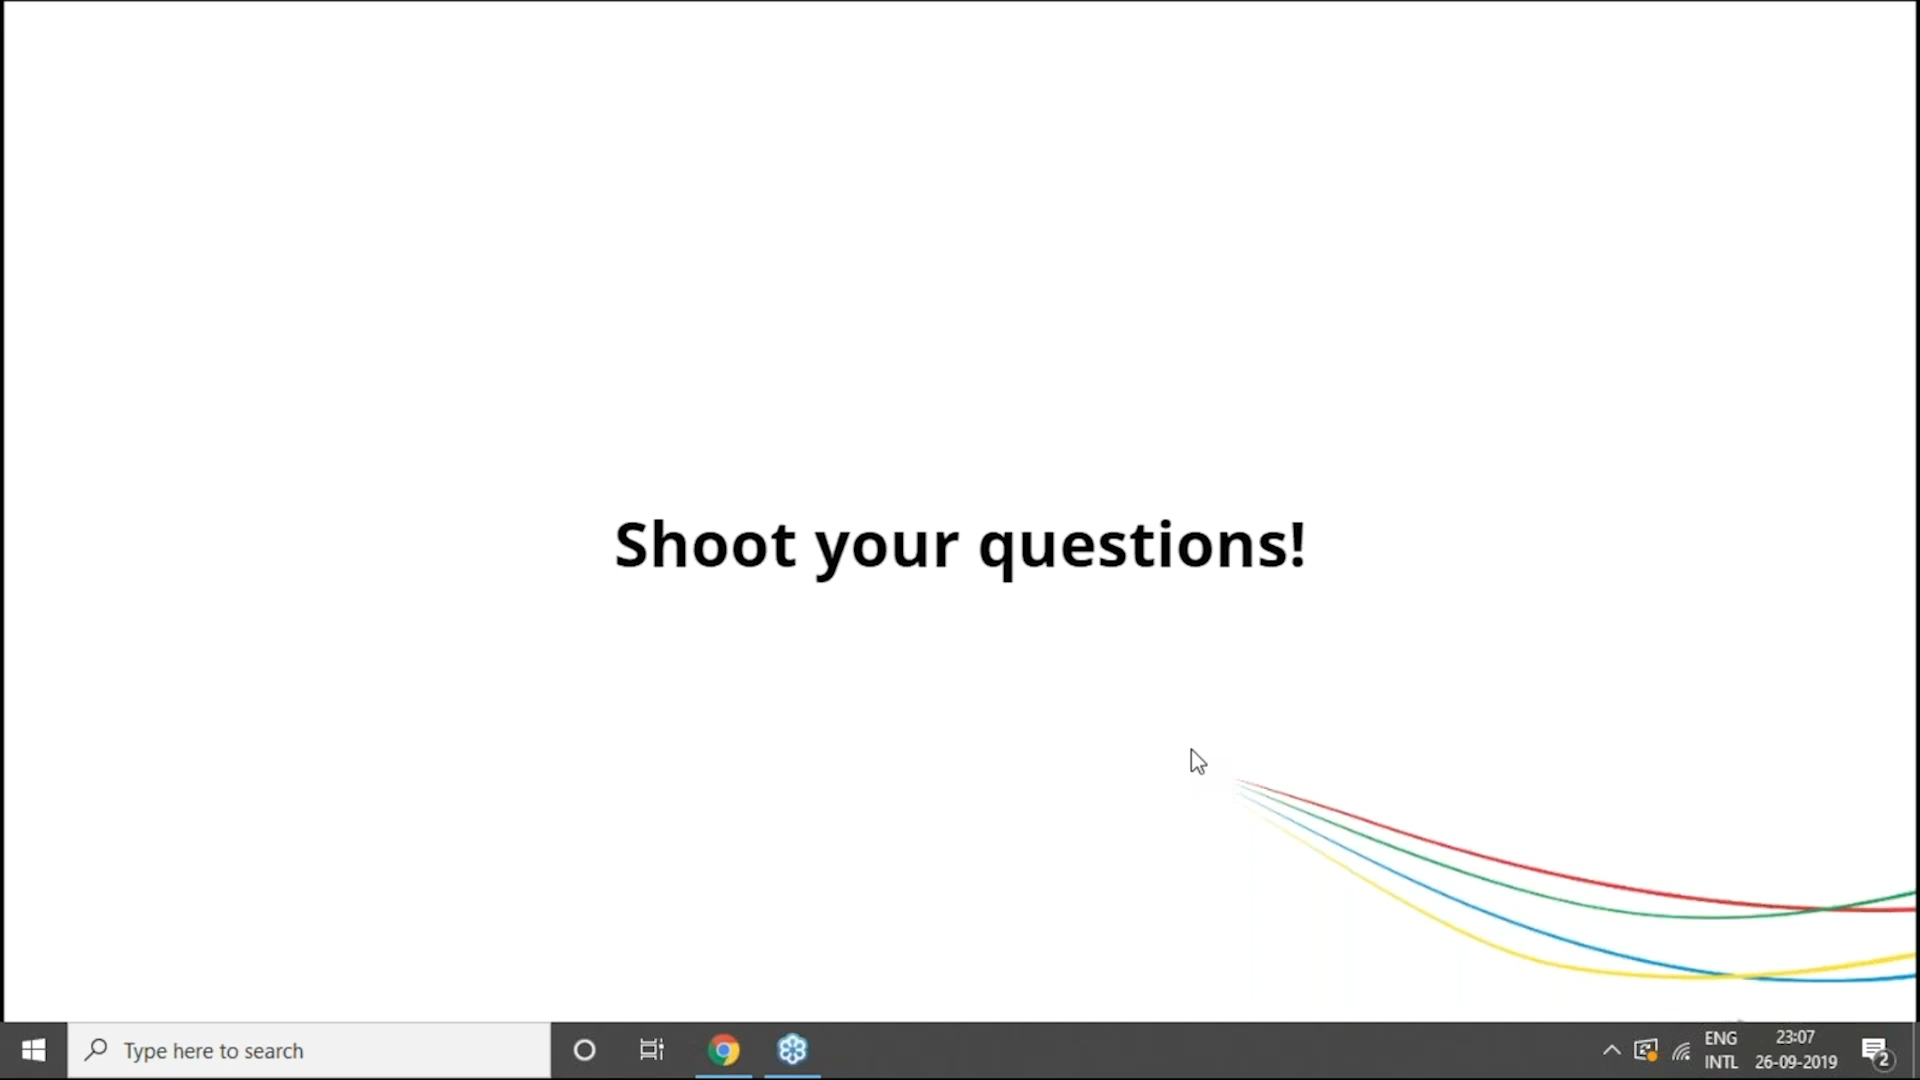 Shoot your questions!
Type here to search
ENG
INTL
23:07
26-09-2019
2